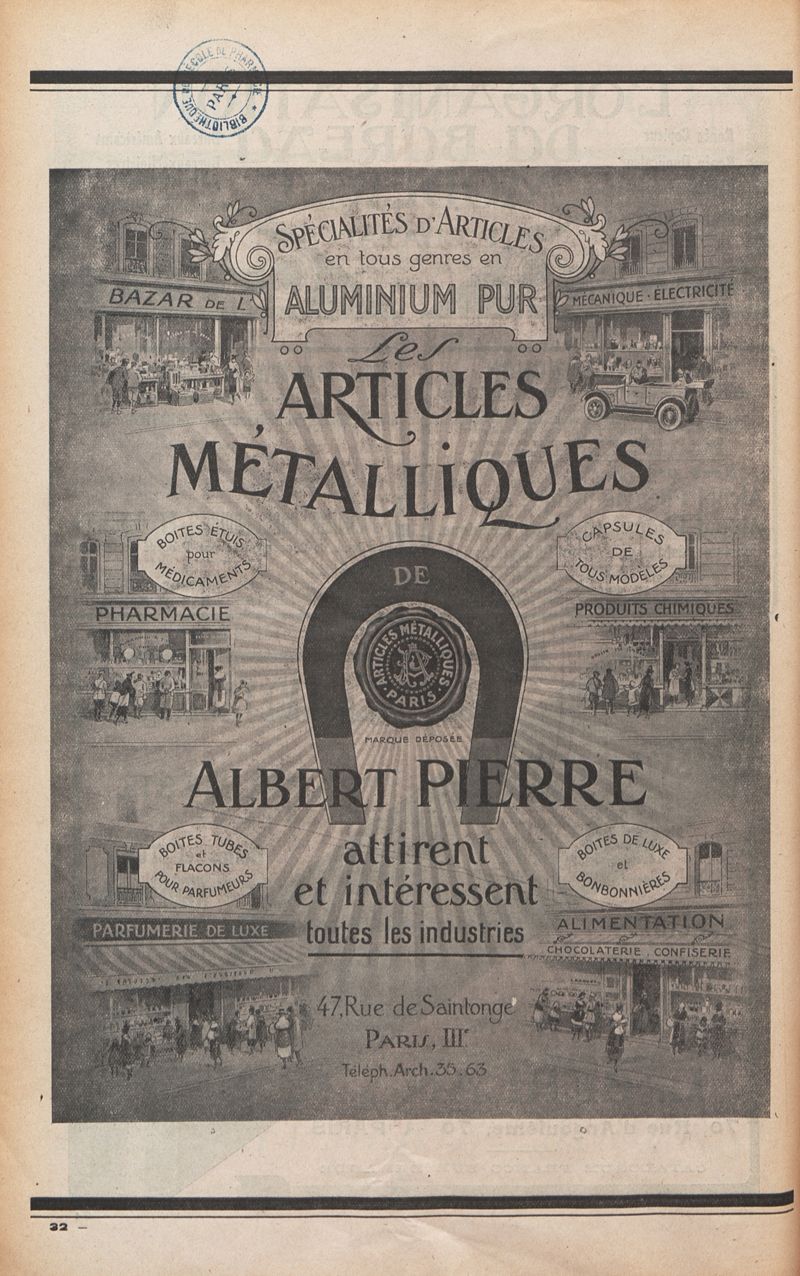 BIBLIOTHÈQUE DE L'ÉCOLE DE PHARMACIE
PARIS
SPÉCIALITÉS D'ARTICLES
en tous genres en
ALUMINIUM PUR
BAZAR DE L'
MÉCANIQUE - ÉLECTRICITÉ
Les
ARTICLES
MÉTALLIQUES
BOITES ÉTUIS
pour
MÉDICAMENTS
CAPSULES
DE
TOUS MODÈLES
PHARMACIE
PRODUITS CHIMIQUES
DE
ARTICLES MÉTALLIQUES
PARIS
MARQUE DÉPOSÉE
ALBERT PIERRE
BOITES TUBES
et
FLACONS
POUR PARFUMEURS
BOITES DE LUXE
et
BONBONNIÈRES
attirent
et intéressent
toutes les industries
PARFUMERIE DE LUXE
ALIMENTATION
CHOCOLATERIE . CONFISERIE
47, Rue de Saintonge
PARIS, IIIe
Téléph. Arch. 35.63
32 —